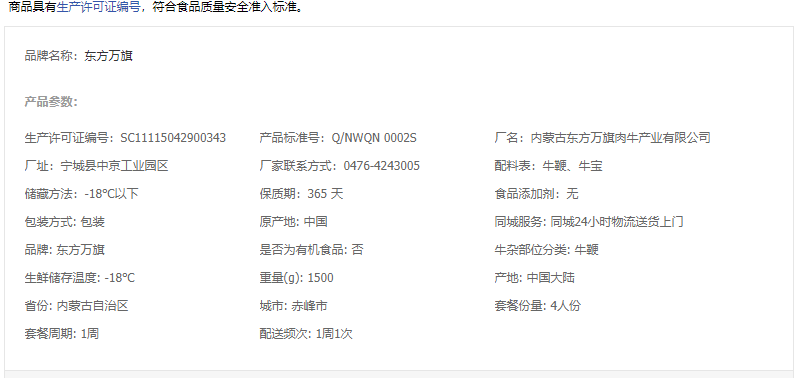 商品具有生产许可证编号，符合食品质量安全准入标准。
品牌名称：东方万旗
产品参数：
生产许可证编号：SC11115042900343 产品标准号：Q/NWQN 0002S 厂名：内蒙古东方万旗肉牛产业有限公司
厂址：宁城县中京工业园区 厂家联系方式：0476-4243005 配料表：牛鞭、牛宝
储藏方法：-18℃以下 保质期：365 天 食品添加剂：无
包装方式: 包装 原产地: 中国 同城服务: 同城24小时物流送货上门
品牌: 东方万旗 是否为有机食品: 否 牛杂部位分类: 牛鞭
生鲜储存温度: -18℃ 重量(g): 1500 产地: 中国大陆
省份: 内蒙古自治区 城市: 赤峰市 套餐份量: 4人份
套餐周期: 1周 配送频次: 1周1次